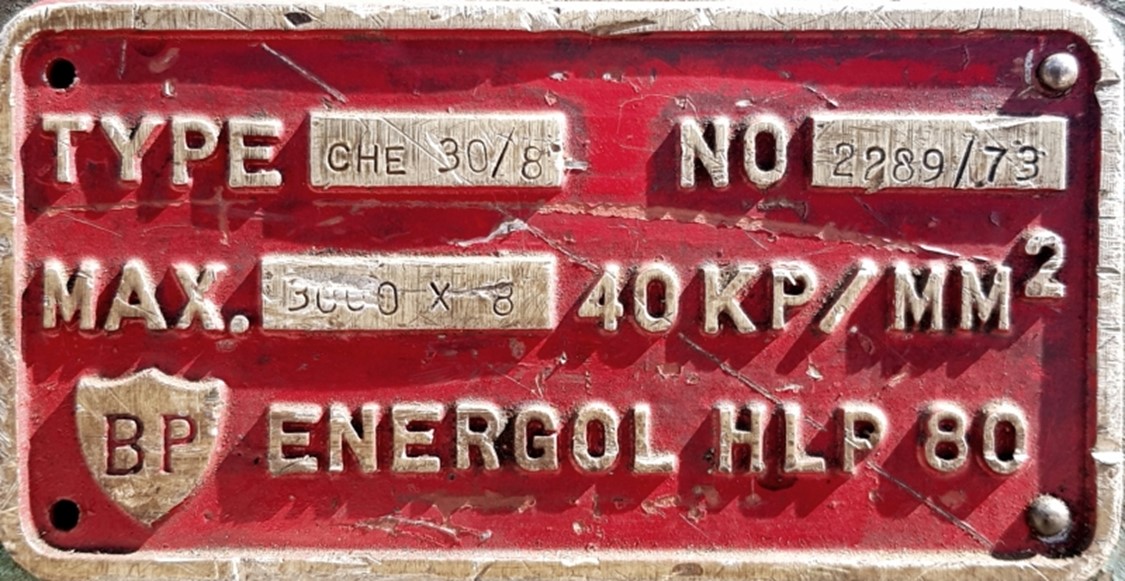 TYPE CHE 30/8 NO 2289/73
MAX. 3000 X 8 40 KP/MM²
BP ENERGOL HLP 80